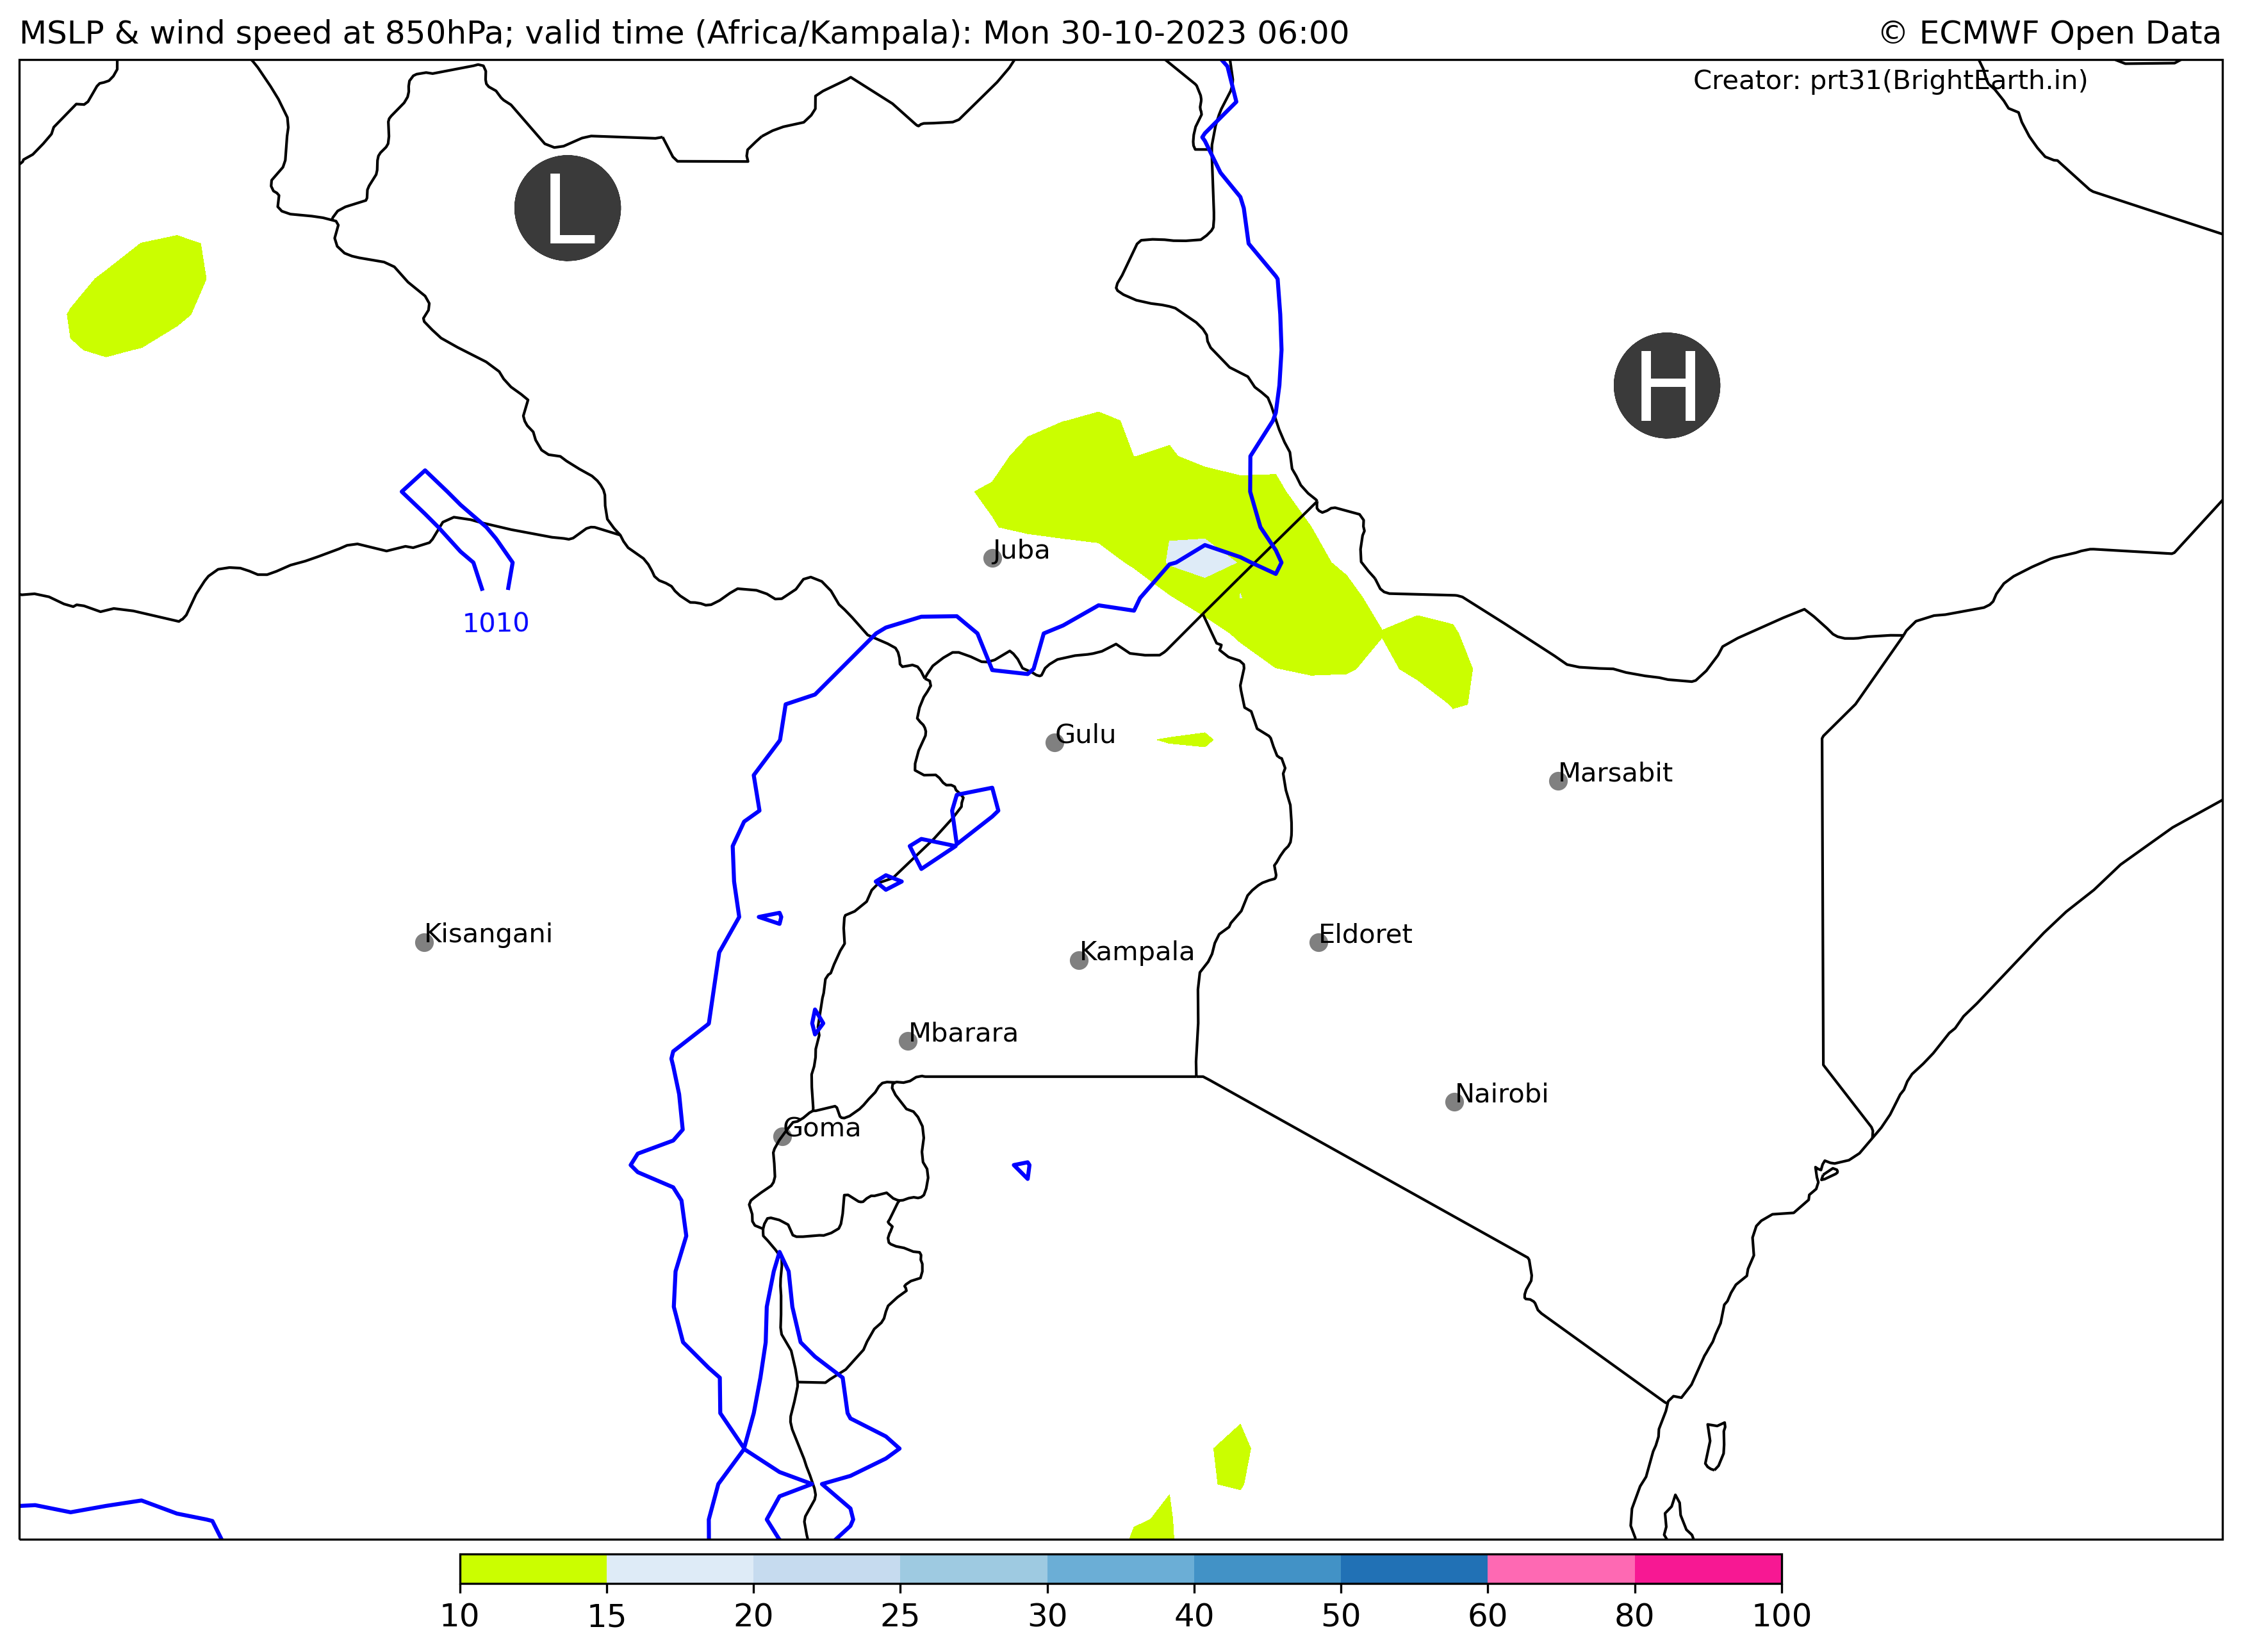 MSLP & wind speed at 850hPa; valid time (Africa/Kampala): Mon 30-10-2023 06:00
© ECMWF Open Data
Creator: prt31(BrightEarth.in)
L
H
Juba
1010
Gulu
Marsabit
Kisangani
Eldoret
Kampala
Mbarara
Nairobi
Goma
10 15 20 25 30 40 50 60 80 100